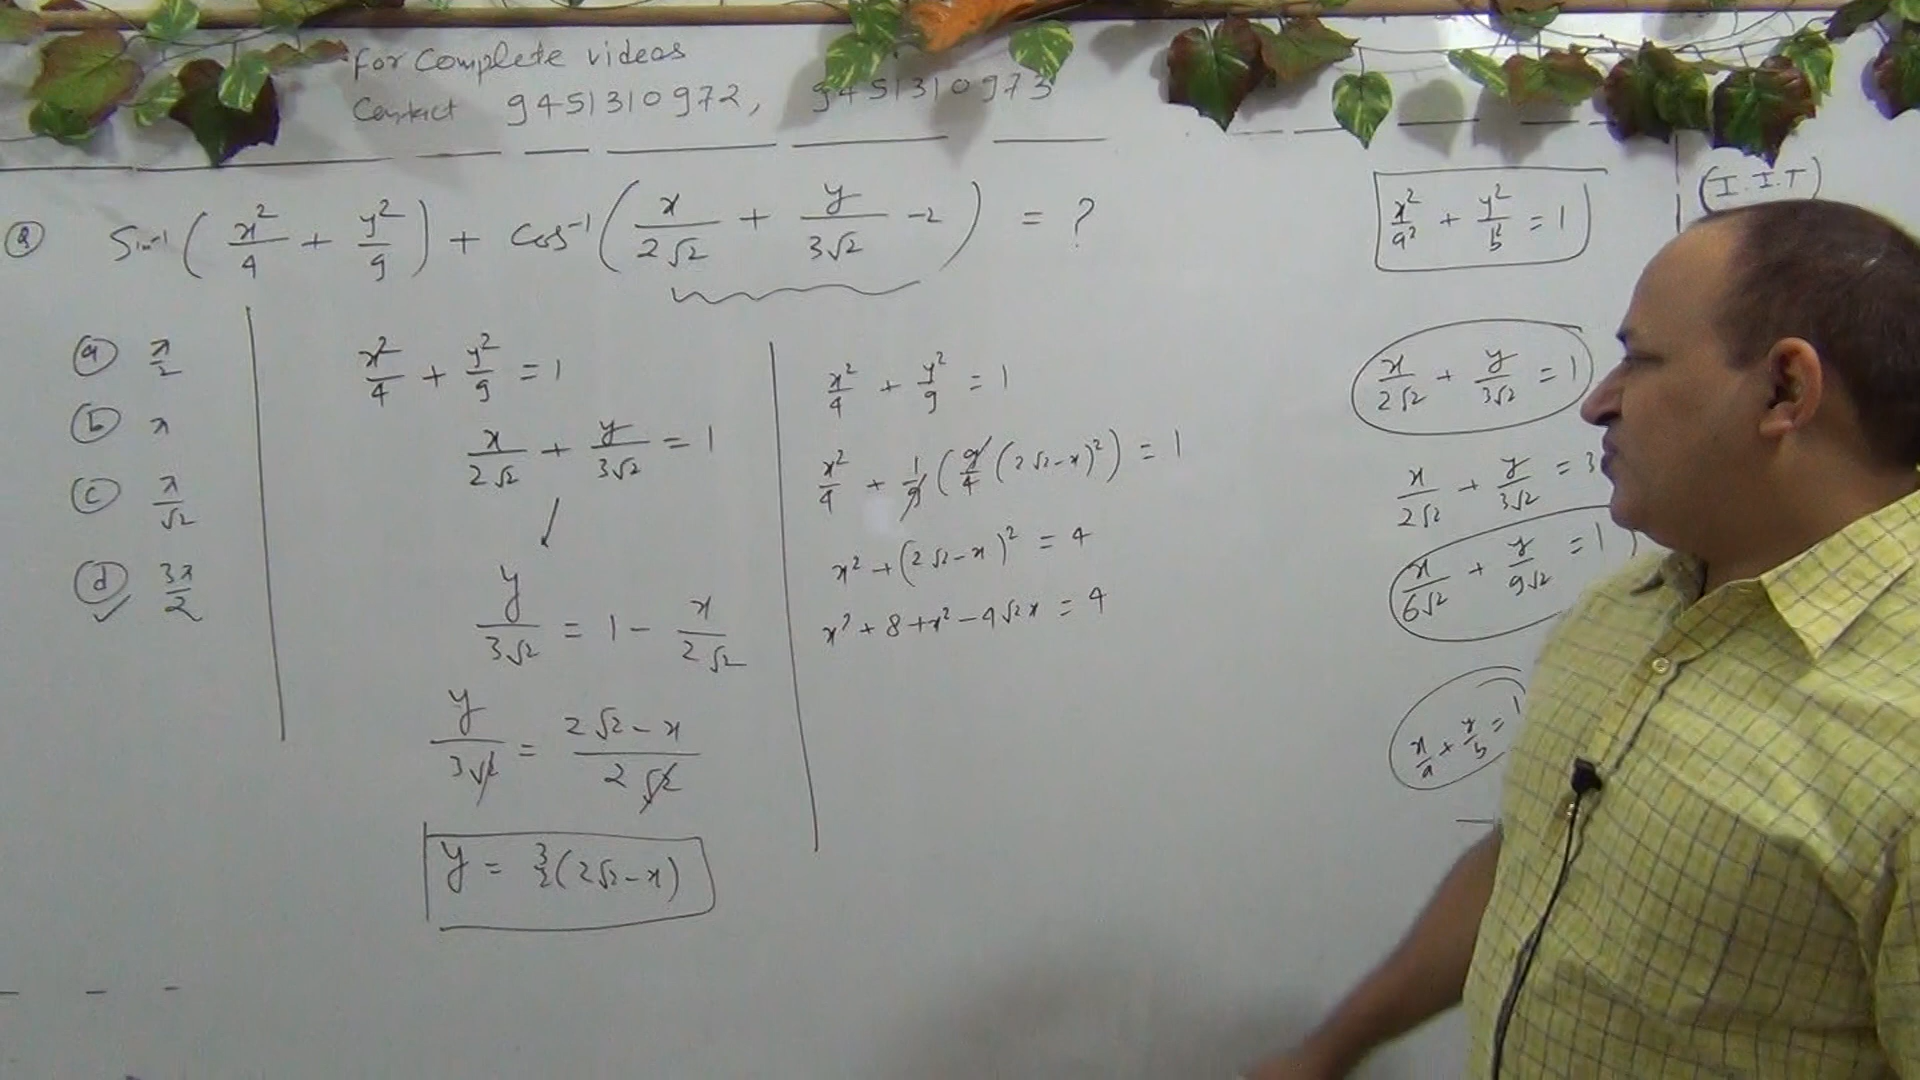 For Complete videos
Contact 9451310972, 9451310973
(Q) Sin⁻¹ ( x²/4 + y²/9 ) + Cos⁻¹ ( x/2√2 + y/3√2 -2 ) = ?
(a) π/2
(b) π
(c) π/√2
(d) 3π/2
x²/4 + y²/9 = 1
x/2√2 + y/3√2 = 1
y/3√2 = 1 - x/2√2
y/3√2 = 2√2 - x/2√2
y = 3/2(2√2-x)
x²/4 + y²/9 = 1
x²/4 + 1/9 ( 9/4 (2√2-x)² ) = 1
x² + (2√2-x)² = 4
x² + 8 + x² - 4√2x = 4
(I.I.T)
x²/a² + y²/b² = 1
x/2√2 + y/3√2 = 1
x/2√2 + y/3√2 = 3
x/6√2 + y/9√2 = 1
x/a + y/b = 1